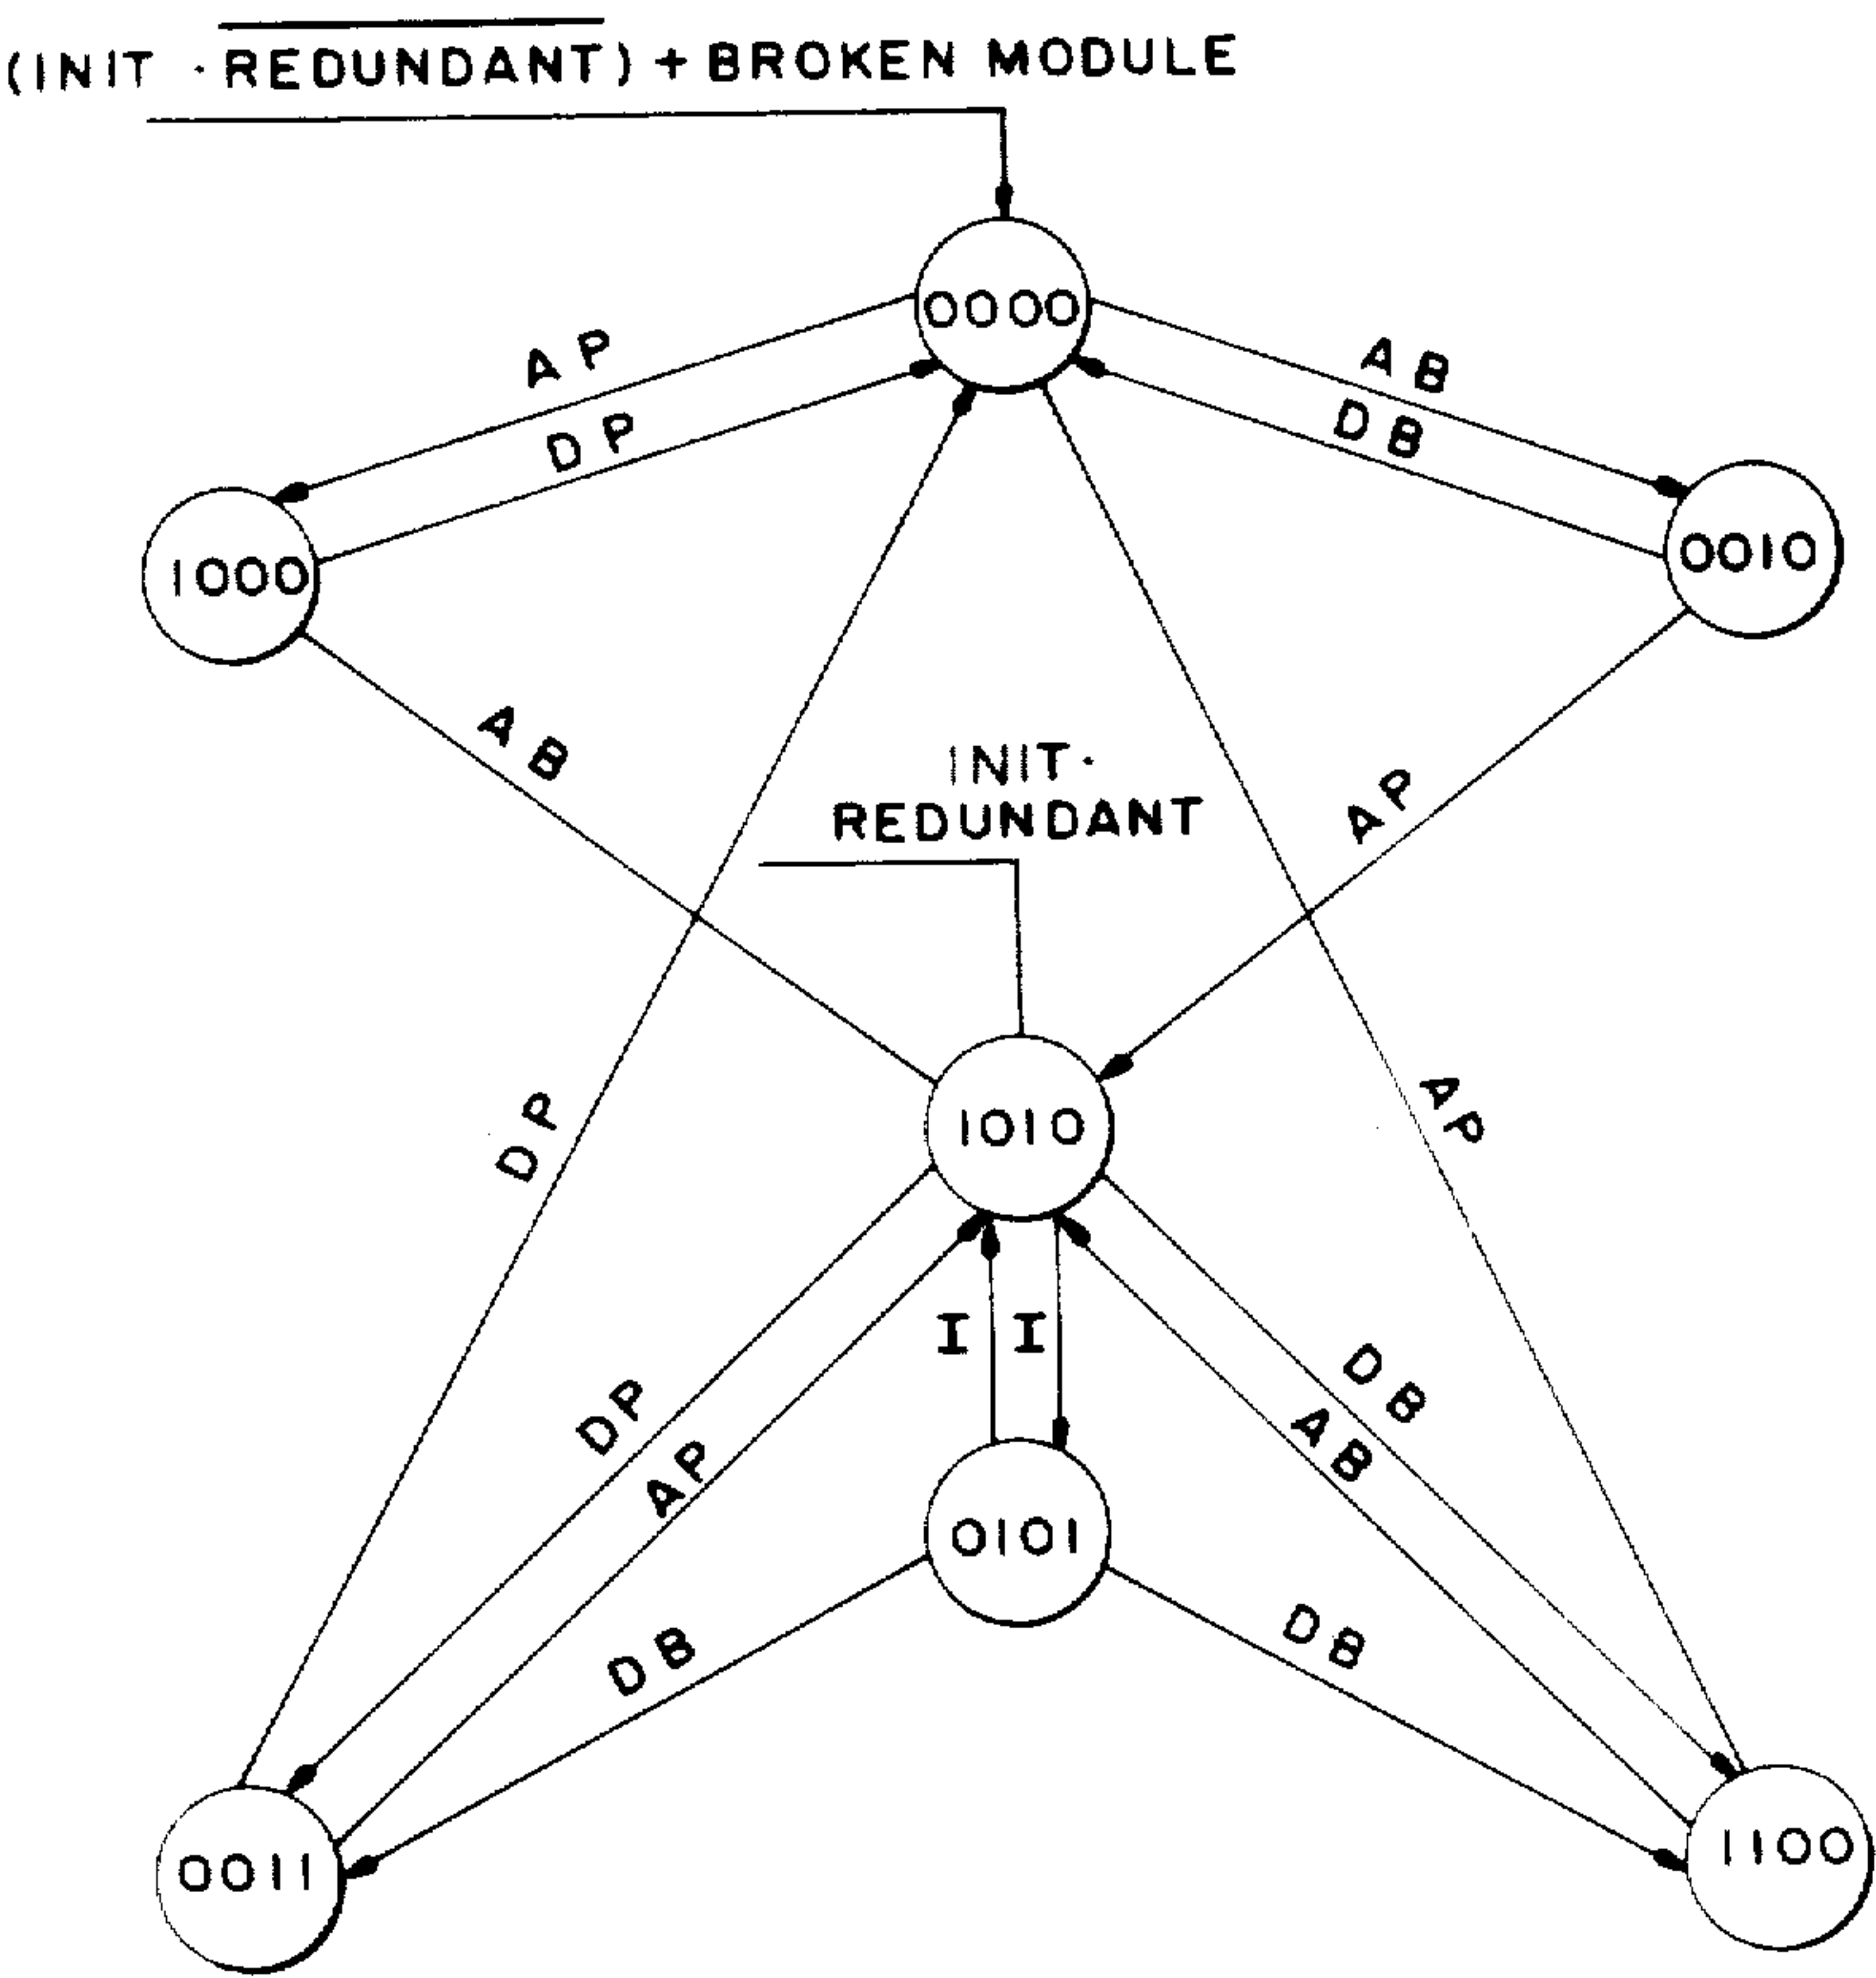 (INIT · REDUNDANT) + BROKEN MODULE
0000
AP
AB
DP
DB
1000
0010
AB
INIT·
REDUNDANT
AP
DP
1010
AP
I I
DP
DB
AP
AB
0101
DB
DB
0011
1100